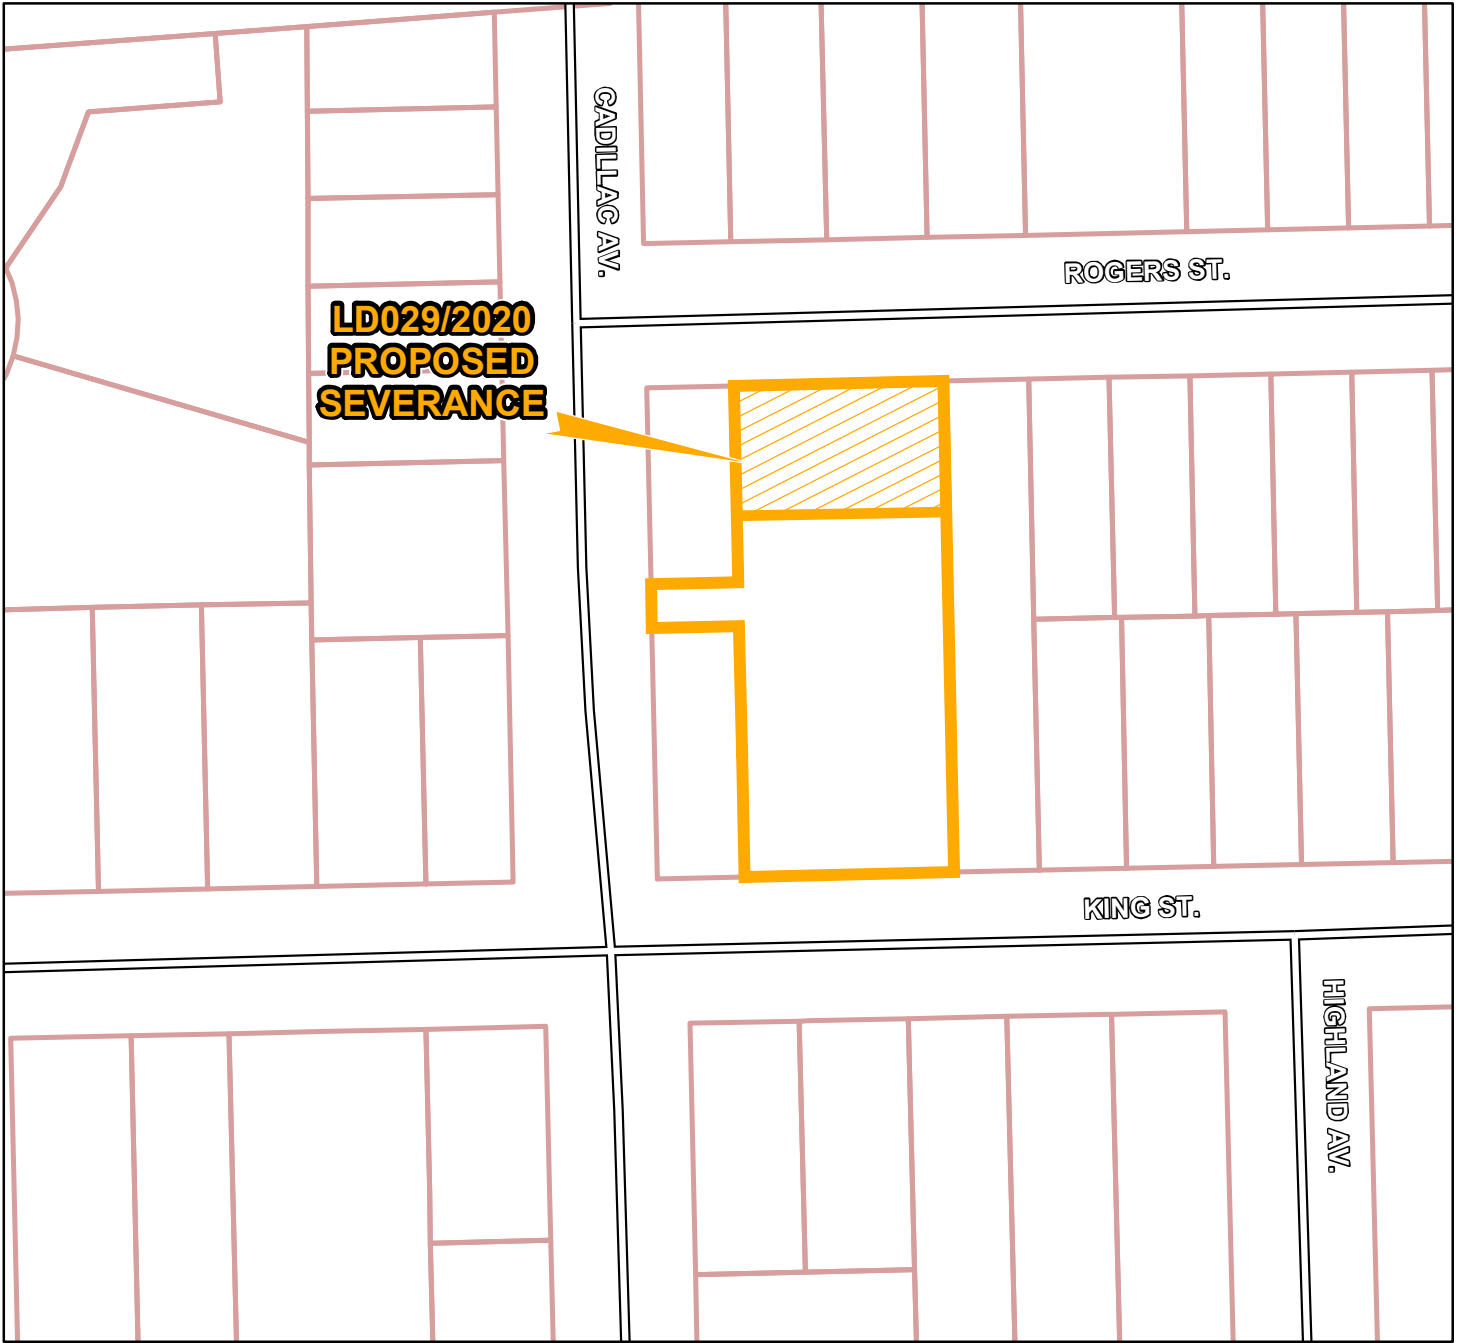 CADILLAC AV.
ROGERS ST.
LD029/2020
PROPOSED
SEVERANCE
KING ST.
HIGHLAND AV.